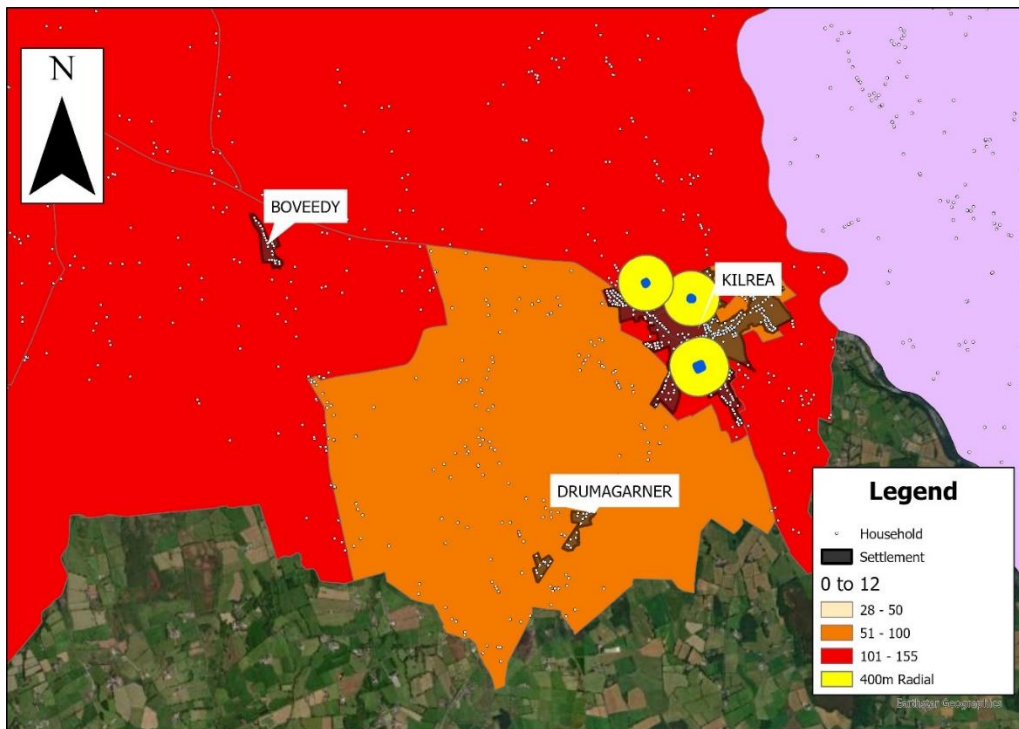 N
BOVEEDY
KILREA
DRUMAGARNER
Legend
Household
Settlement
0 to 12
28 - 50
51 - 100
101 - 155
400m Radial
Earthstar Geographics